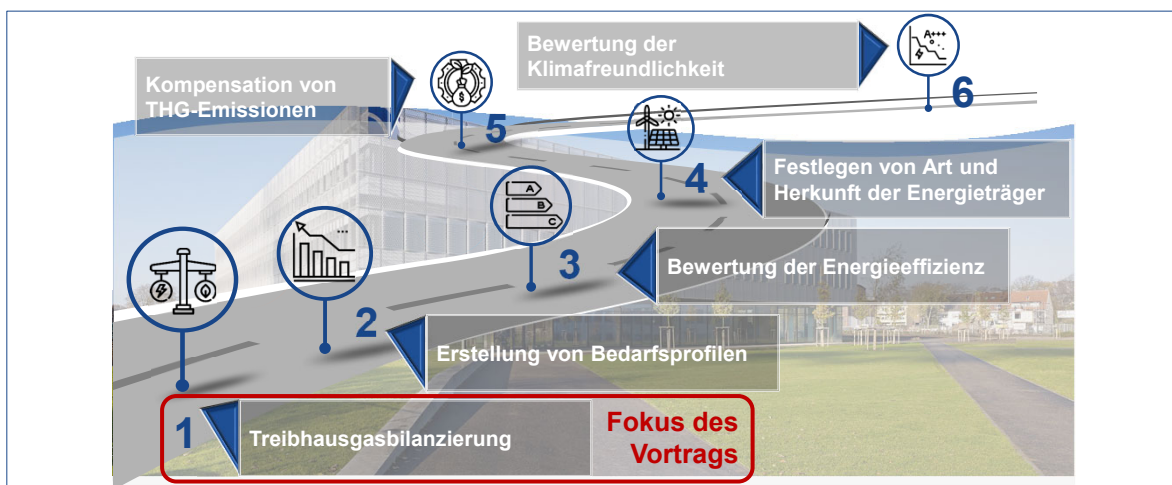 Bewertung der
Klimafreundlichkeit
A+++
6
Kompensation von
THG-Emissionen
$
5
4
Festlegen von Art und
Herkunft der Energieträger
A
B
C
3
Bewertung der Energieeffizienz
...
2
Erstellung von Bedarfsprofilen
1
Treibhausgasbilanzierung
Fokus des
Vortrags